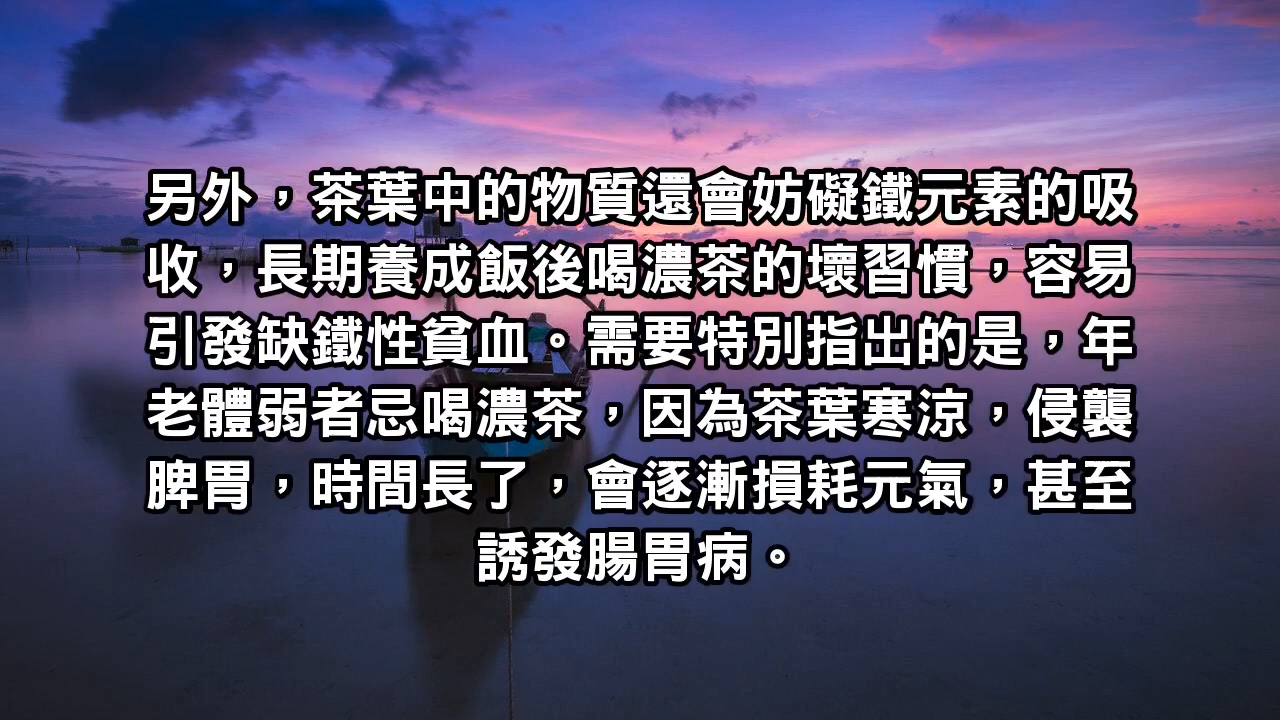 另外，茶葉中的物質還會妨礙鐵元素的吸
收，長期養成飯後喝濃茶的壞習慣，容易
引發缺鐵性貧血。需要特別指出的是，年
老體弱者忌喝濃茶，因為茶葉寒涼，侵襲
脾胃，時間長了，會逐漸損耗元氣，甚至
誘發腸胃病。